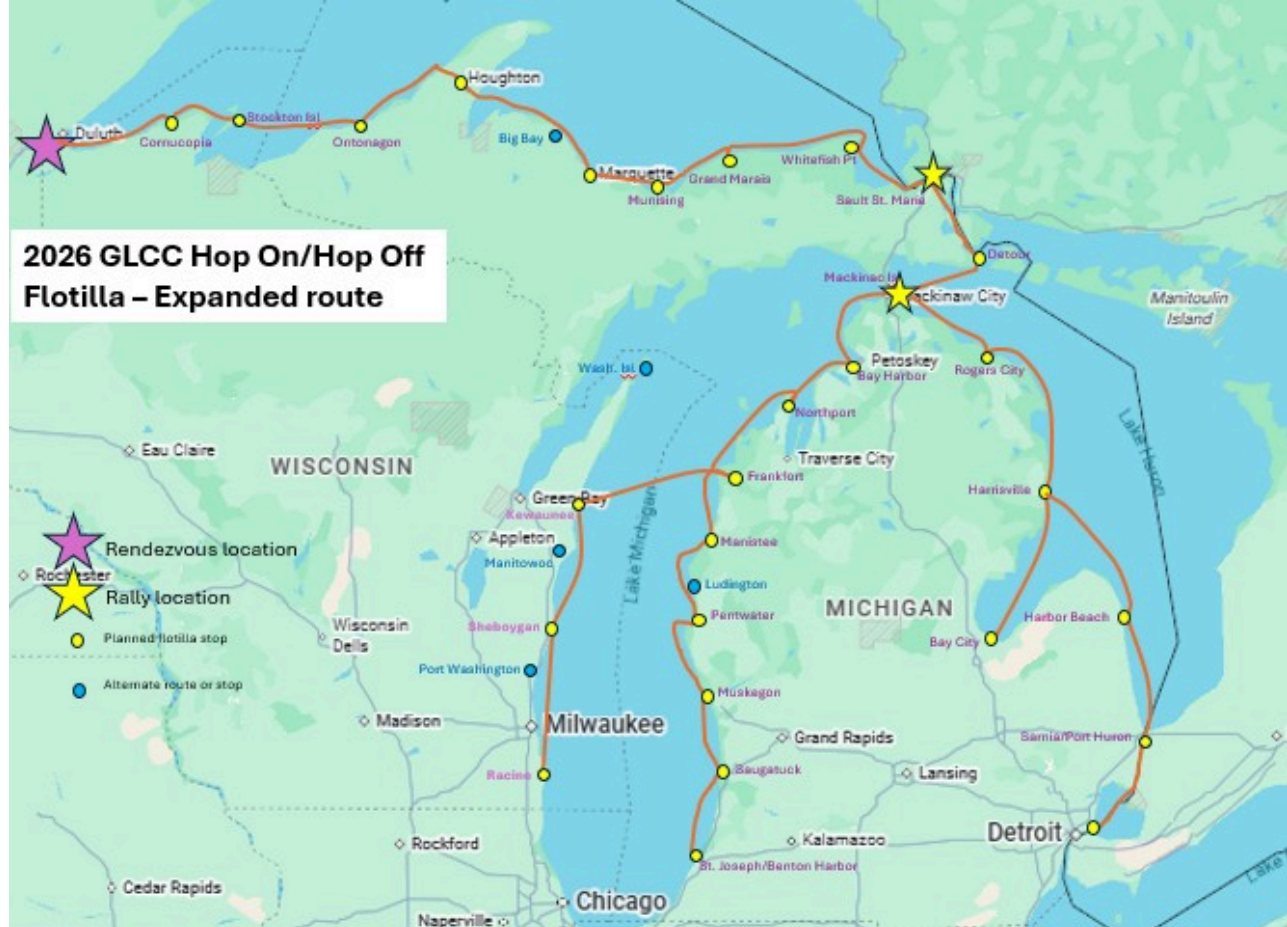 Houghton
Duluth
Stockton Isl
Cornucopia
Ontonagon
Big Bay
Marquette
Munising
Grand Marais
Whitefish Pt
Sault St. Marie
2026 GLCC Hop On/Hop Off
Flotilla – Expanded route
Detour
Mackinac Isl
ackinaw City
Manitoulin
Island
Petoskey
Bay Harbor
Rogers City
Wash. Isl
Northport
Lake Huron
Eau Claire
WISCONSIN
Traverse City
Frankfort
Harrisville
Green Bay
Kewaunee
Appleton
Manitowoc
Lake Michigan
Manistee
Ludington
Pentwater
MICHIGAN
Harbor Beach
Bay City
Rendezvous location
Rochester
Rally location
Planned flotilla stop
Alternate route or stop
Wisconsin
Dells
Sheboygan
Port Washington
Muskegon
Madison
Milwaukee
Grand Rapids
Sarnia/Port Huron
Racine
Saugatuck
Lansing
Detroit
Rockford
Kalamazoo
St. Joseph/Benton Harbor
Lake
Cedar Rapids
Chicago
Naperville